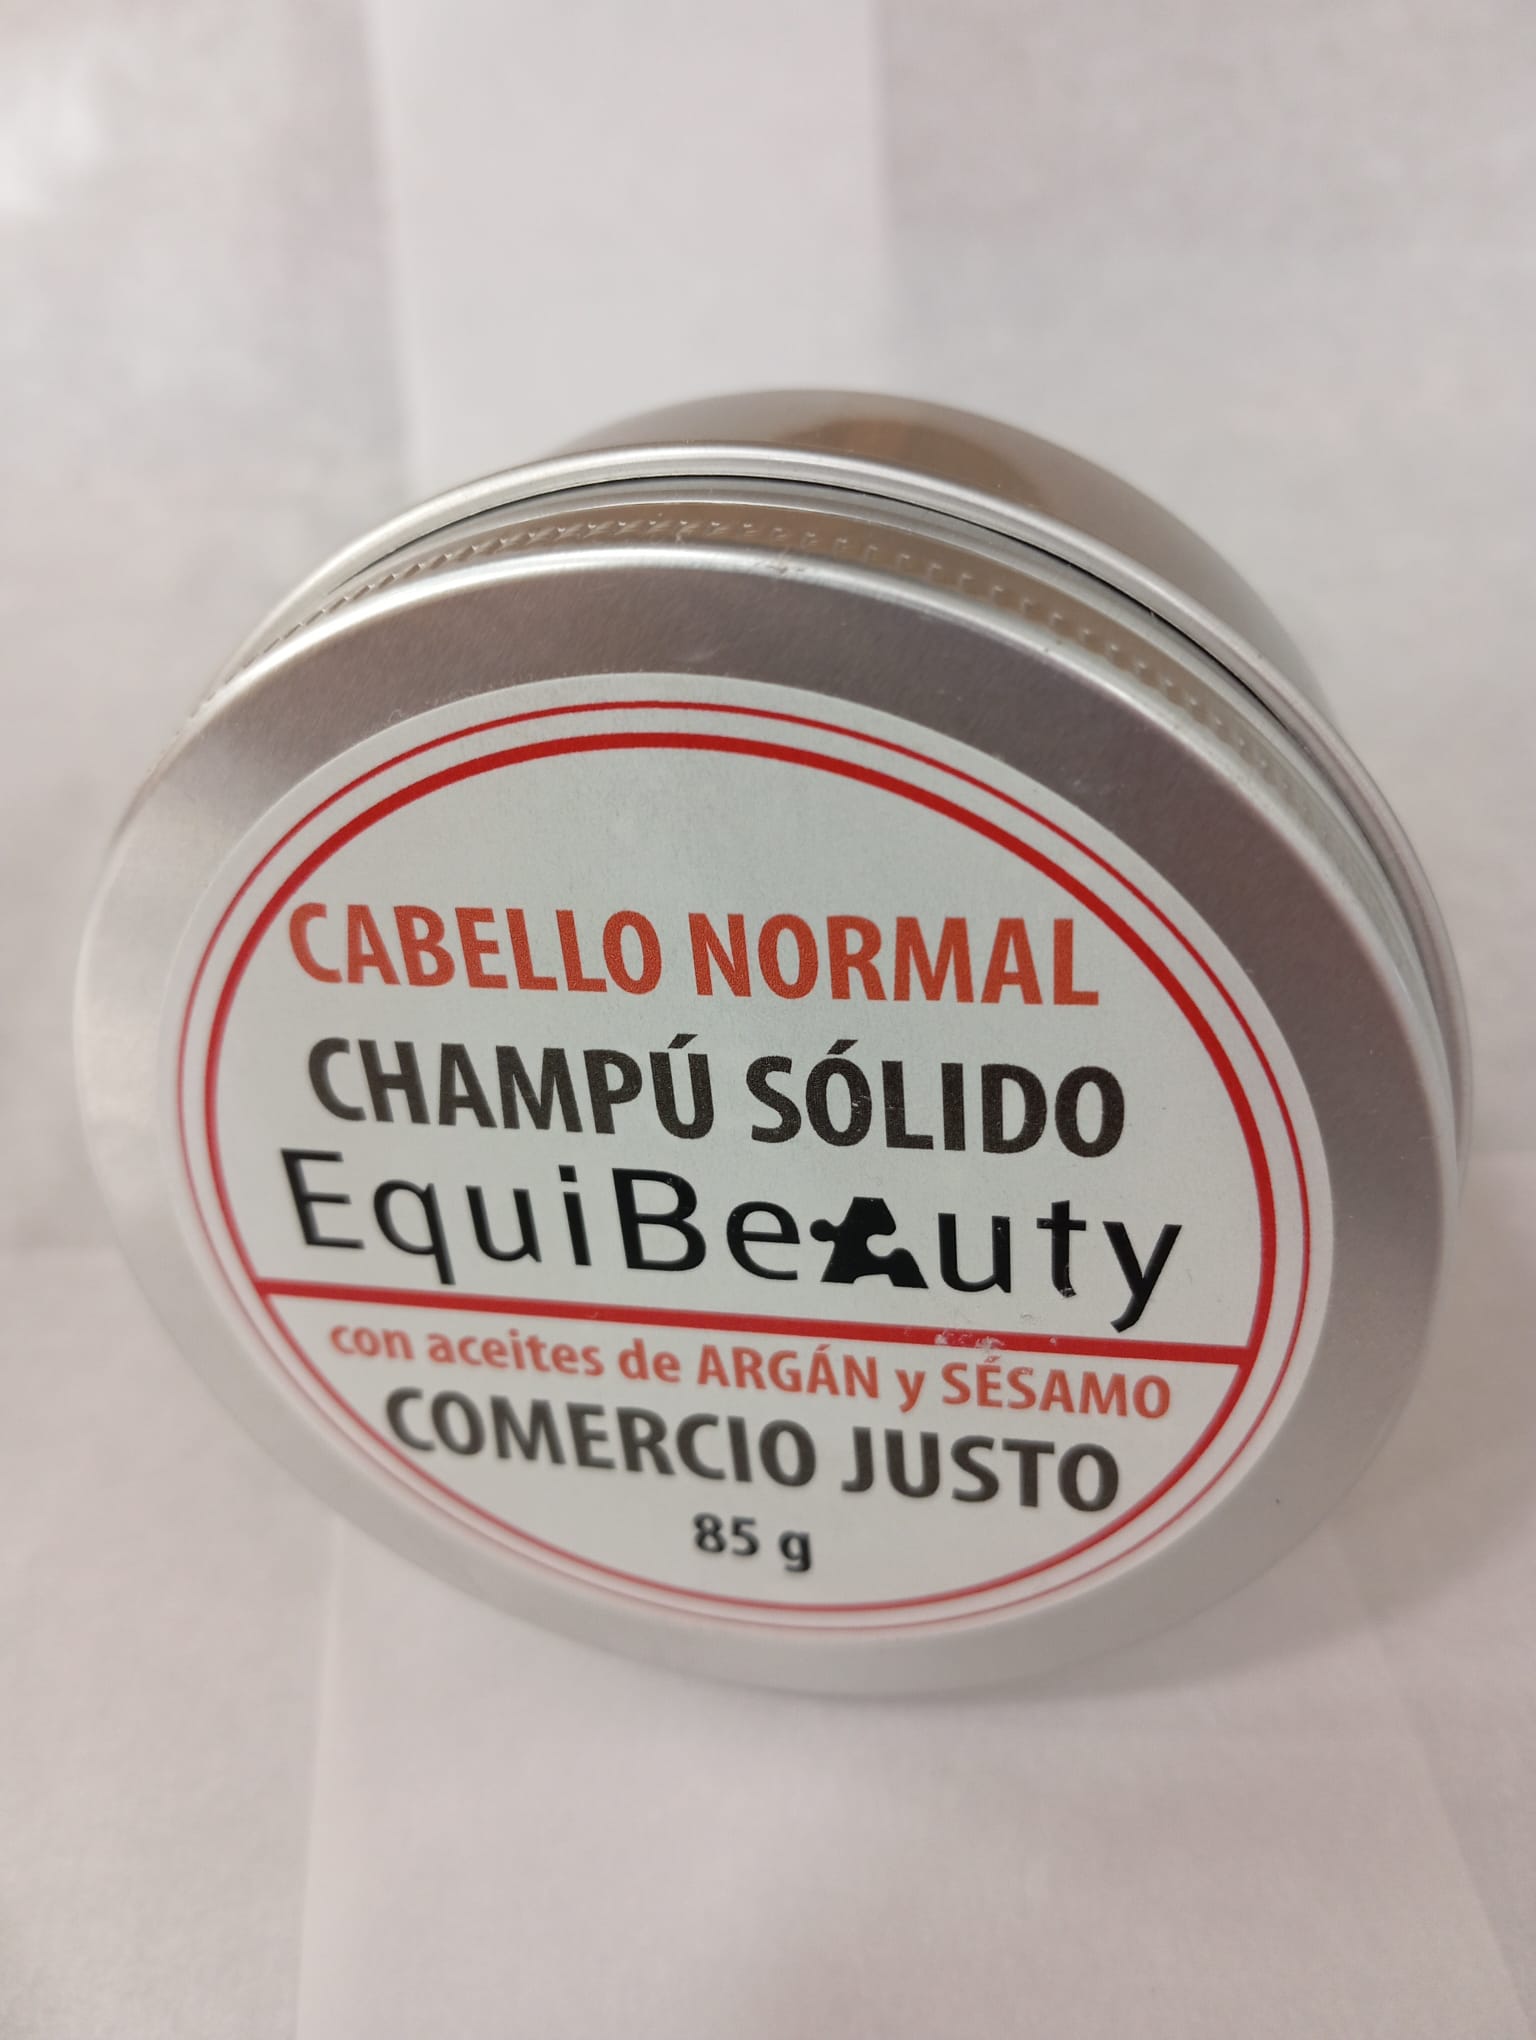 CABELLO NORMAL
CHAMPÚ SÓLIDO
EquiBeAuty
con aceites de ARGÁN y SÉSAMO
COMERCIO JUSTO
85 g